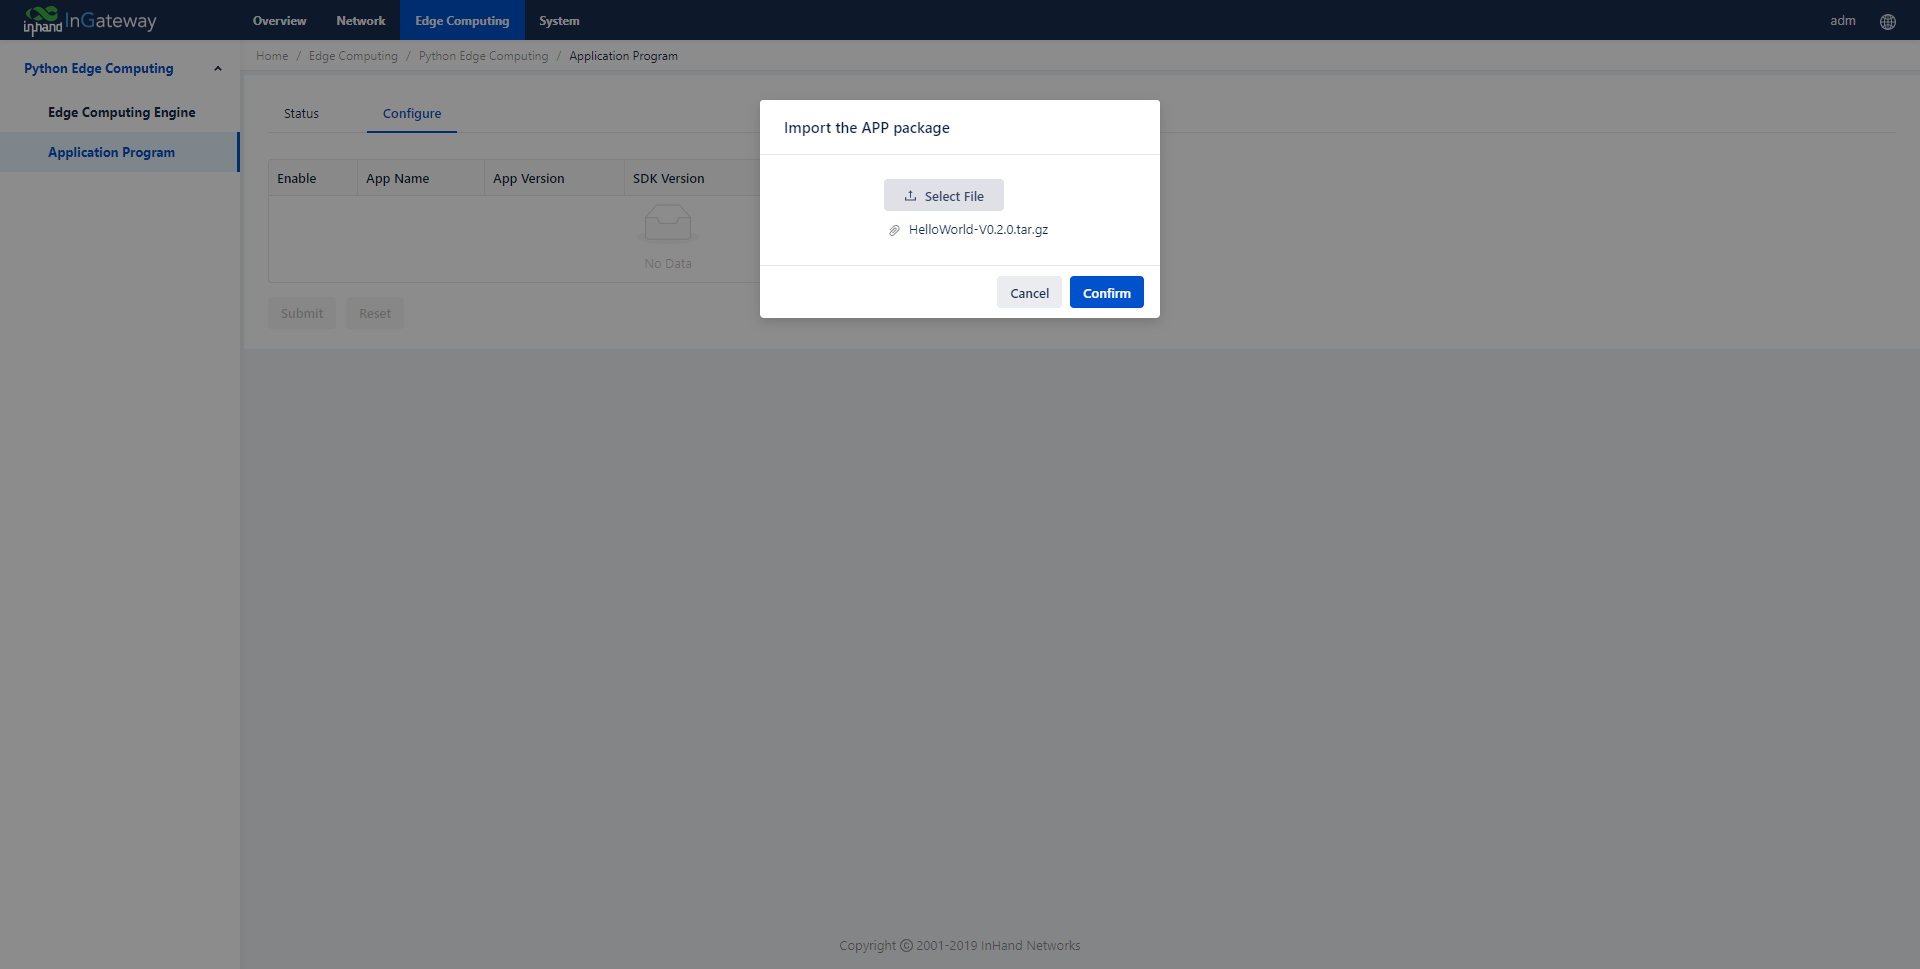 inhand InGateway
Overview Network Edge Computing System
adm
Python Edge Computing
Edge Computing Engine
Application Program
Home / Edge Computing / Python Edge Computing / Application Program
Status Configure
Enable App Name App Version SDK Version
No Data
Submit Reset
Import the APP package
Select File
HelloWorld-V0.2.0.tar.gz
Cancel Confirm
Copyright © 2001-2019 InHand Networks